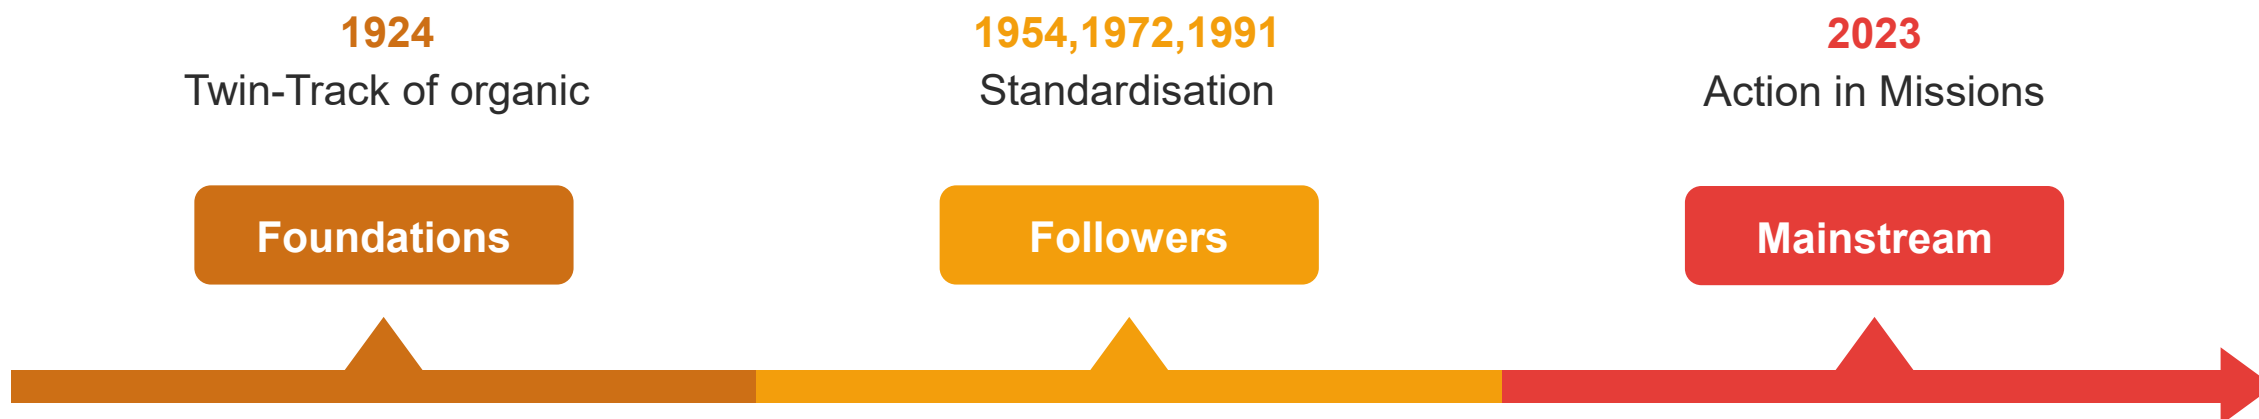 1924
Twin-Track of organic
Foundations
1954,1972,1991
Standardisation
Followers
2023
Action in Missions
Mainstream